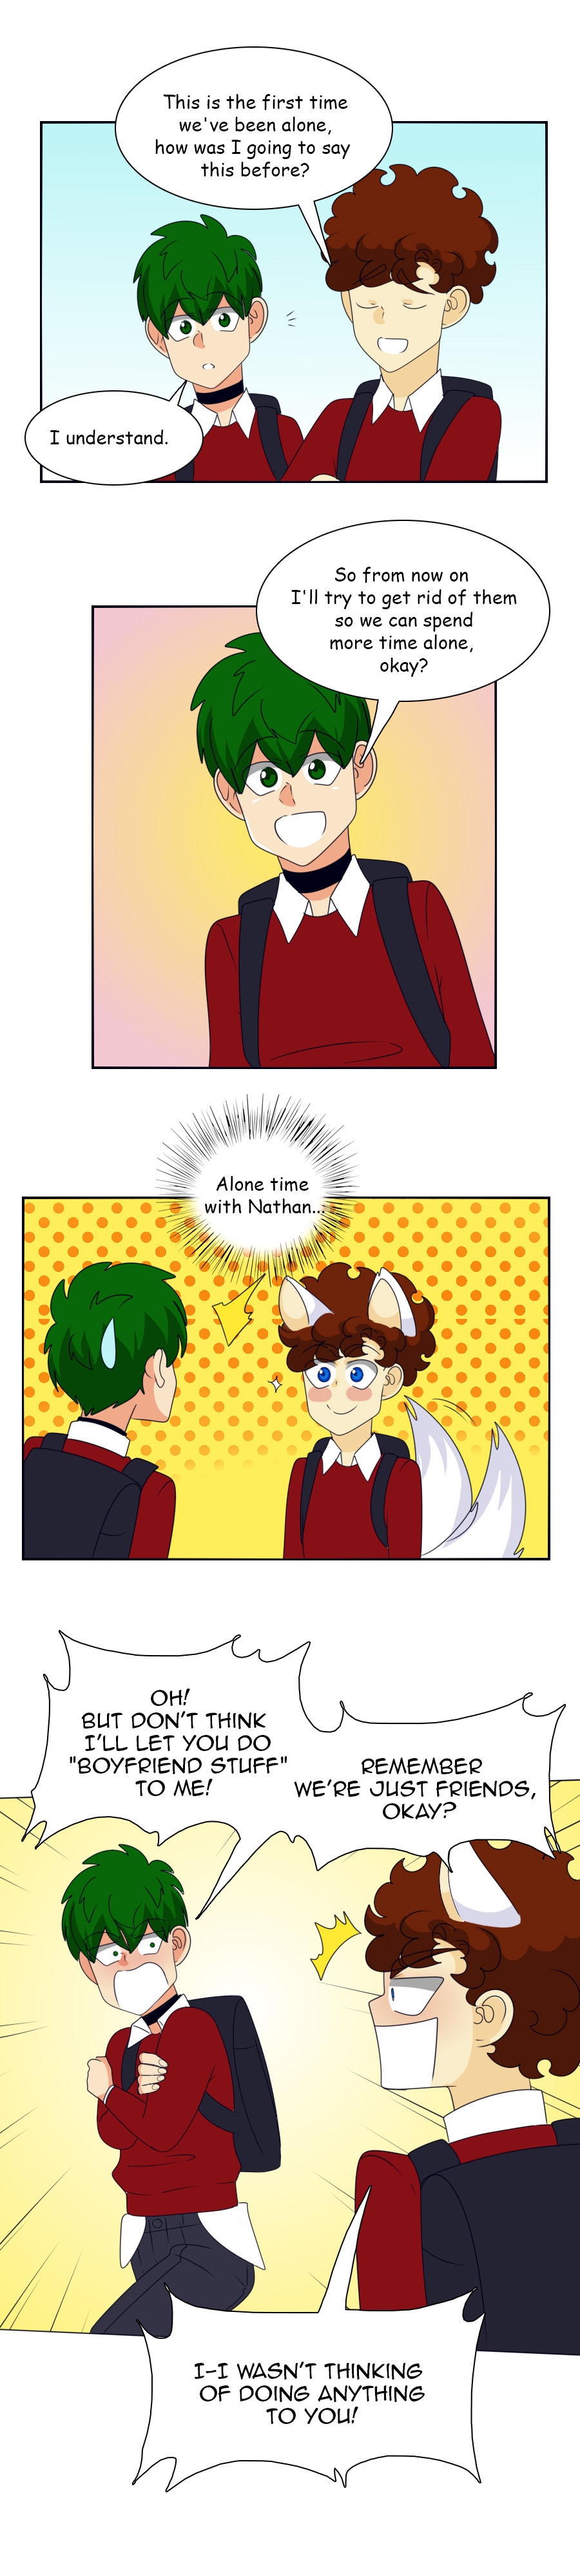 This is the first time
we've been alone,
how was I going to say
this before?
I understand.
So from now on
I'll try to get rid of them
so we can spend
more time alone,
okay?
Alone time
with Nathan...
OH!
BUT DON'T THINK
I'LL LET YOU DO
"BOYFRIEND STUFF"
TO ME!
REMEMBER
WE'RE JUST FRIENDS,
OKAY?
I-I WASN'T THINKING
OF DOING ANYTHING
TO YOU!